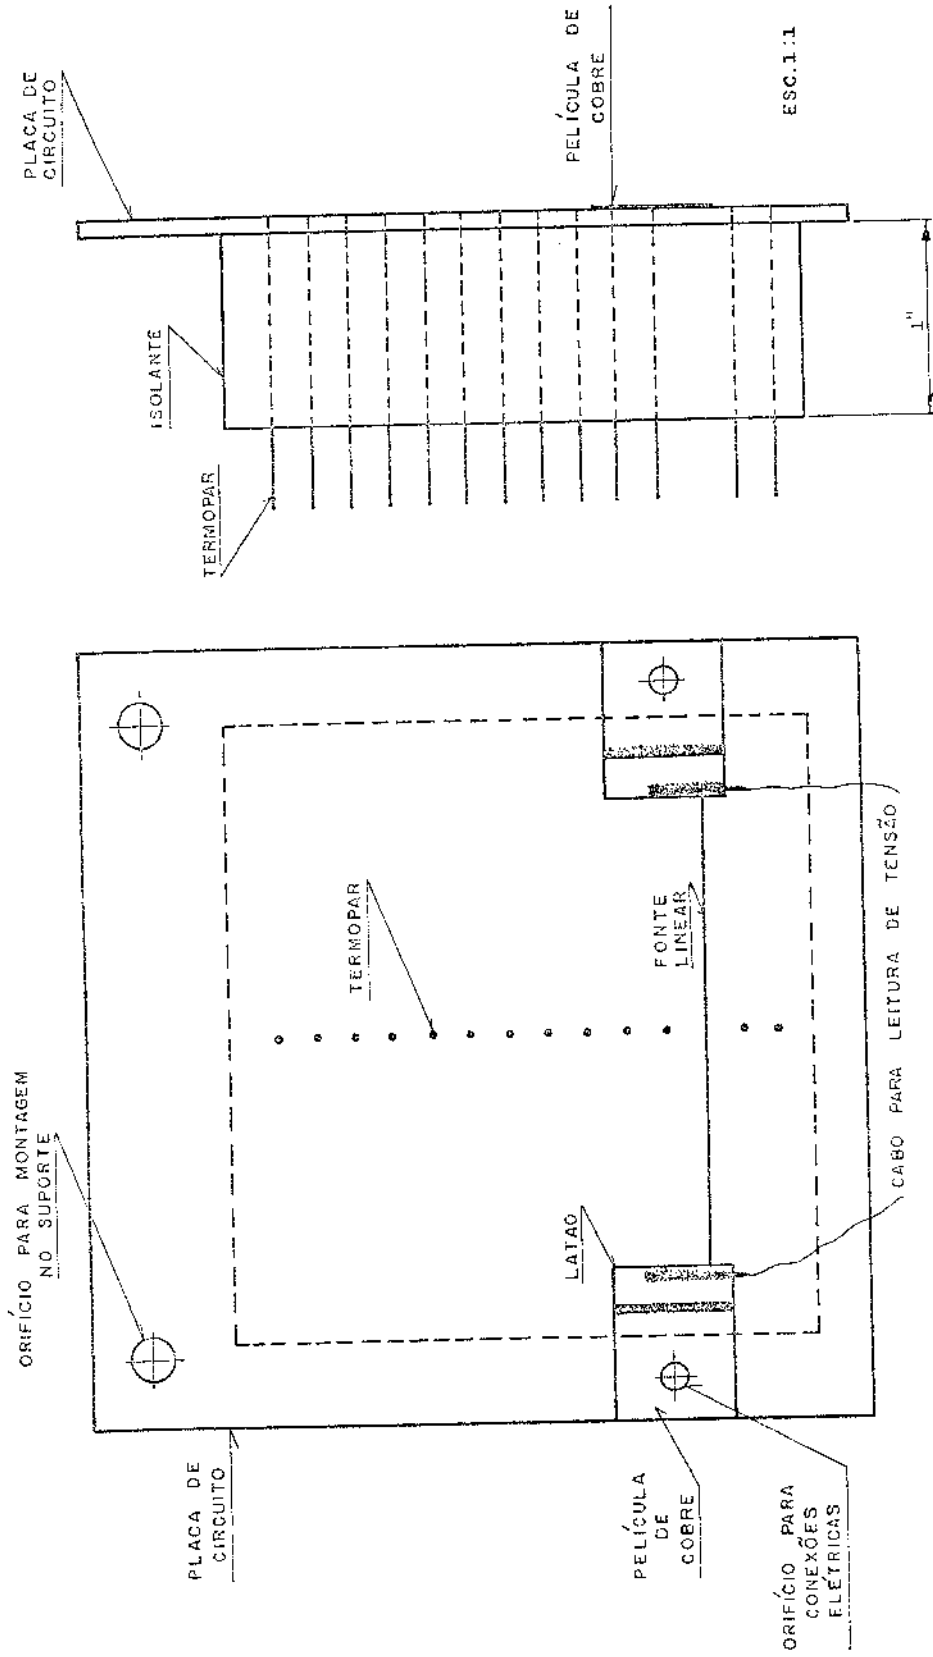 ORIFÍCIO PARA MONTAGEM
NO SUPORTE
PLACA DE
CIRCUITO
TERMOPAR
LATAO
FONTE
LINEAR
PELÍCULA
DE
COBRE
ORIFÍCIO PARA
CONEXÕES
ELÉTRICAS
CABO PARA LEITURA DE TENSÃO
TERMOPAR
ISOLANTE
PLACA DE
CIRCUITO
PELÍCULA DE
COBRE
1"
ESC.1:1